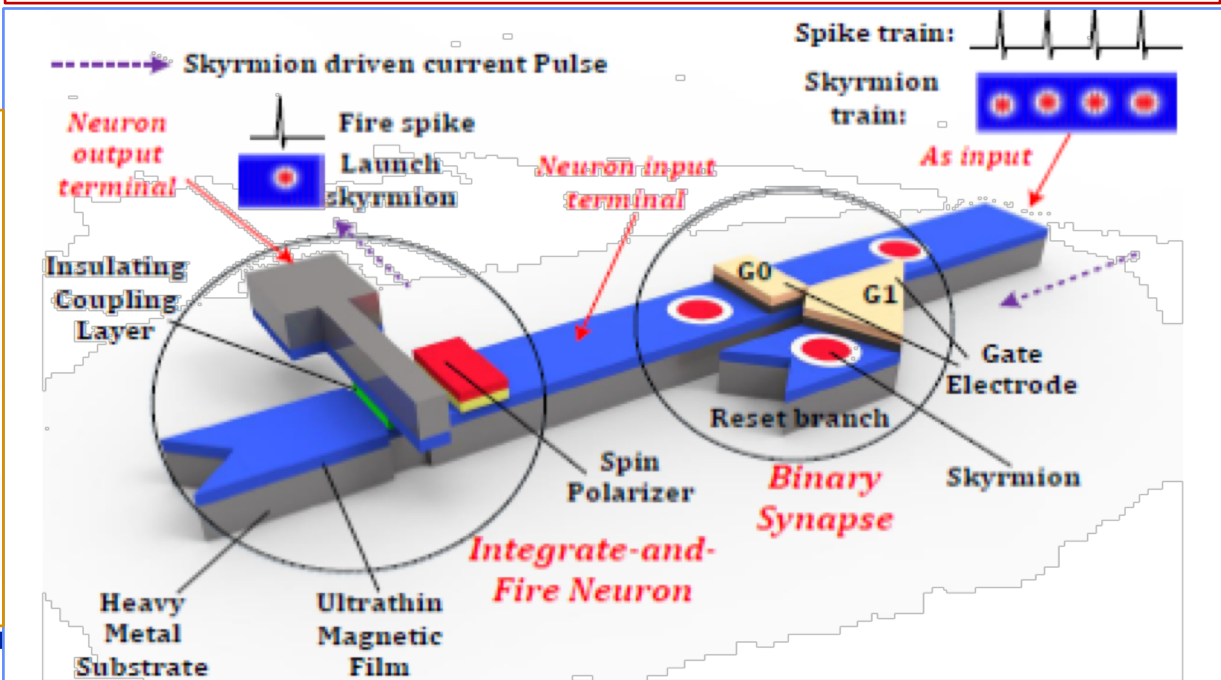 Spike train:
Skyrmion driven current Pulse
Skyrmion
train:
Neuron
output
terminal
Fire spike
Launch
skyrmion
Neuron input
terminal
As input
Insulating
Coupling
Layer
G0
G1
Gate
Electrode
Reset branch
Spin
Polarizer
Binary
Synapse
Skyrmion
Integrate-and-
Fire Neuron
Heavy
Metal
Substrate
Ultrathin
Magnetic
Film